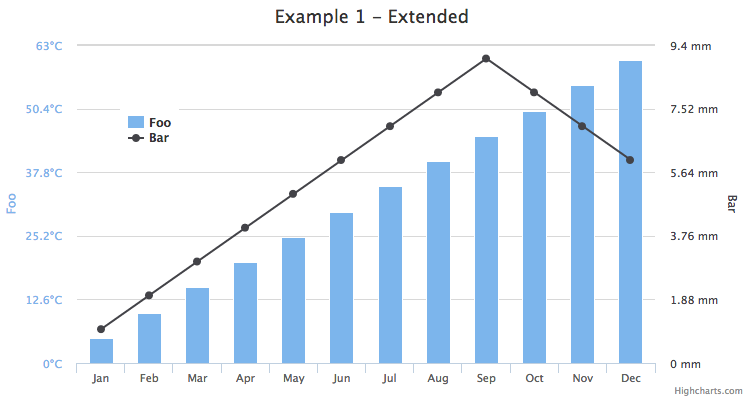 Example 1 – Extended
63°C
9.4 mm
50.4°C
7.52 mm
Foo
Bar
37.8°C
5.64 mm
Foo
Bar
25.2°C
3.76 mm
12.6°C
1.88 mm
0°C
0 mm
Jan Feb Mar Apr May Jun Jul Aug Sep Oct Nov Dec
Highcharts.com